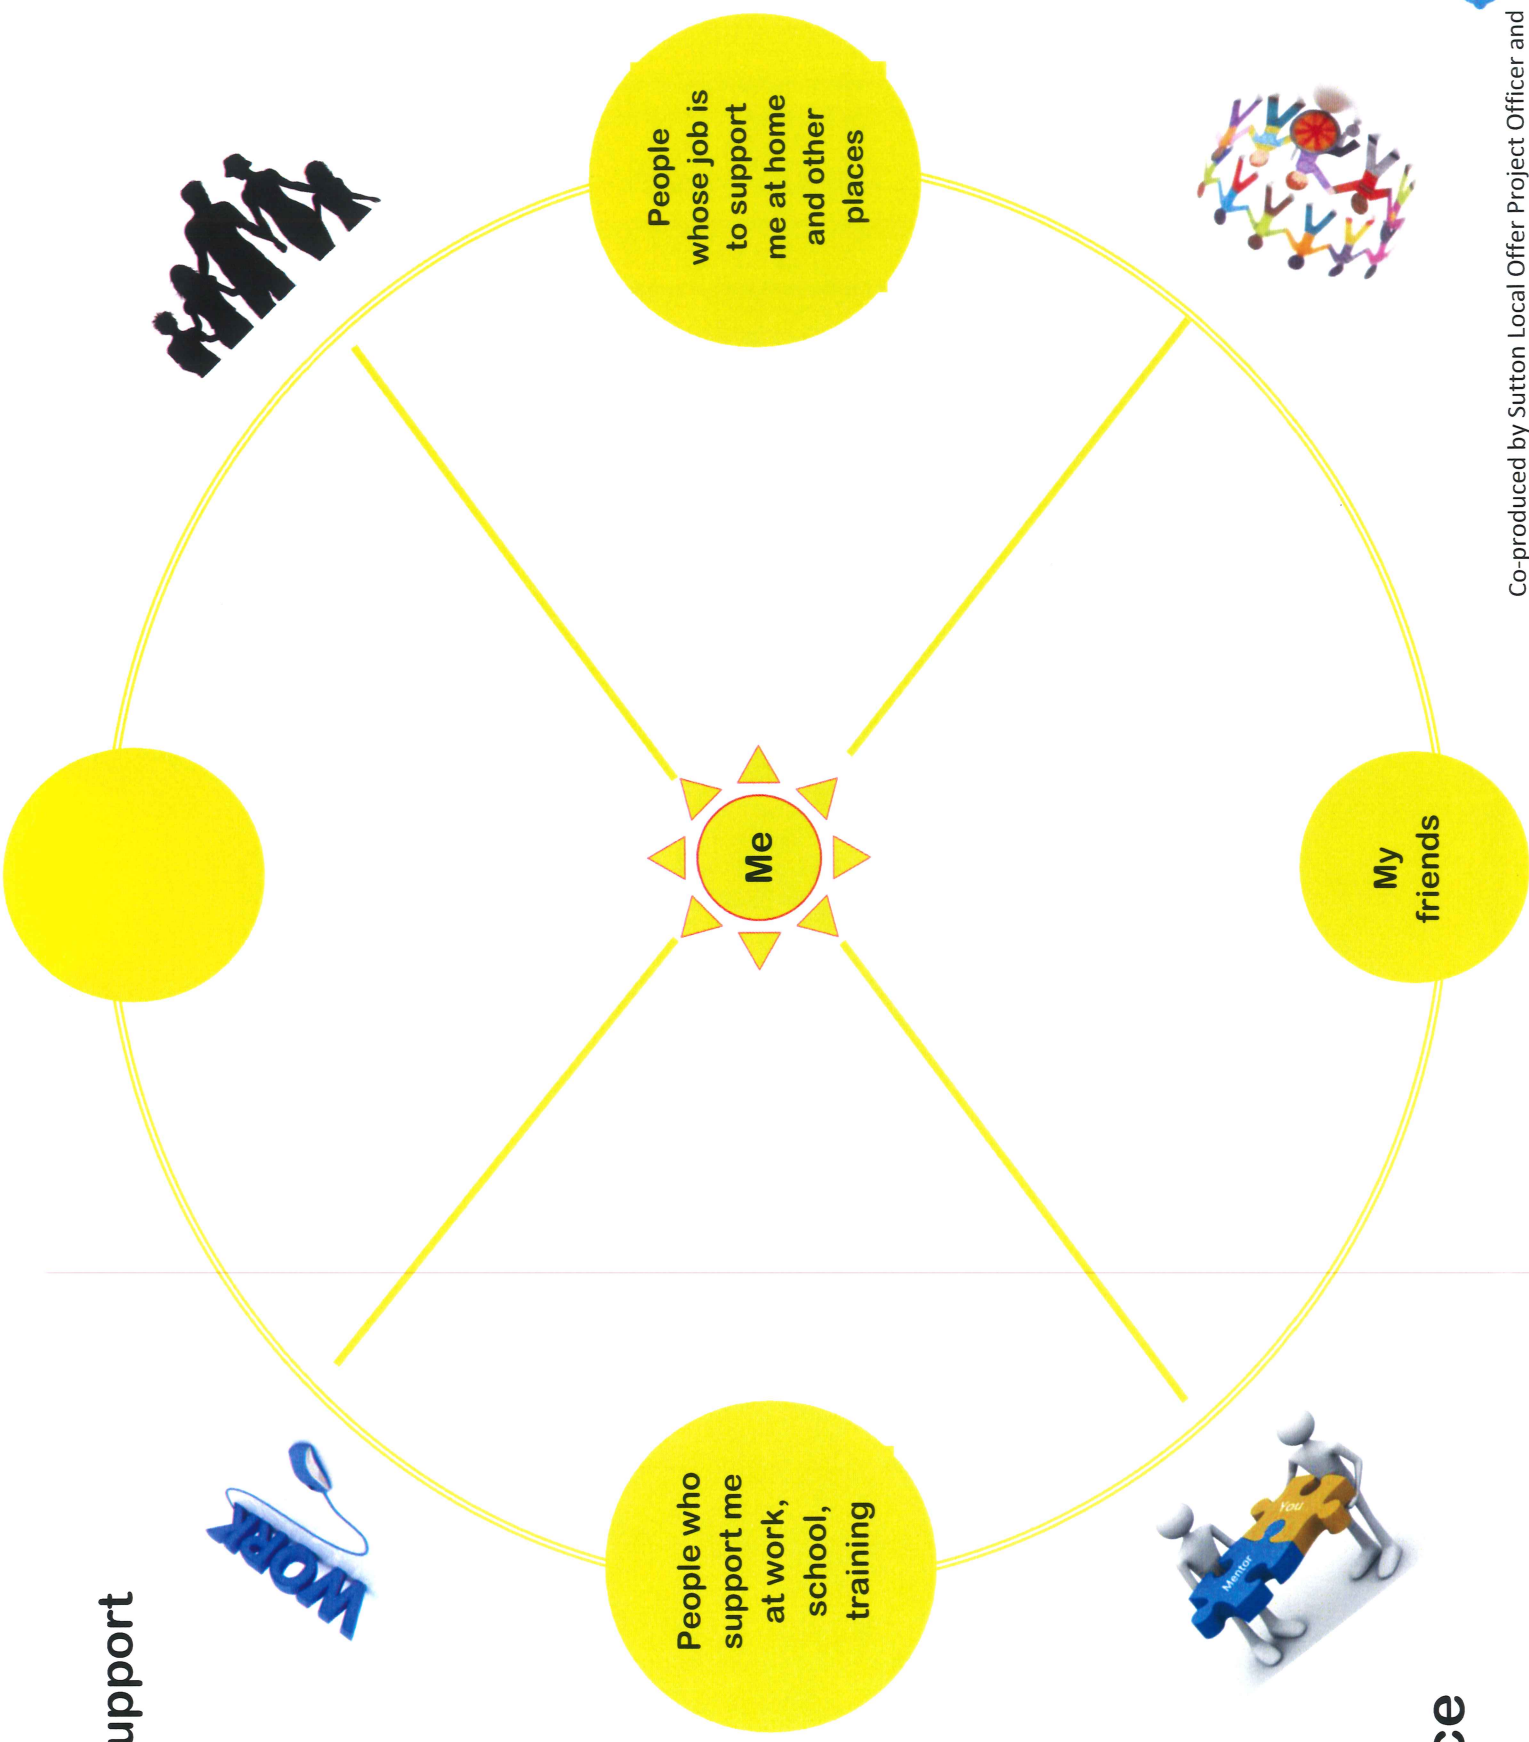 upport
WORK
People who
support me
at work,
school,
training
Me
People
whose job is
to support
me at home
and other
places
Mentor
You
My
friends
ce
Co-produced by Sutton Local Offer Project Officer and